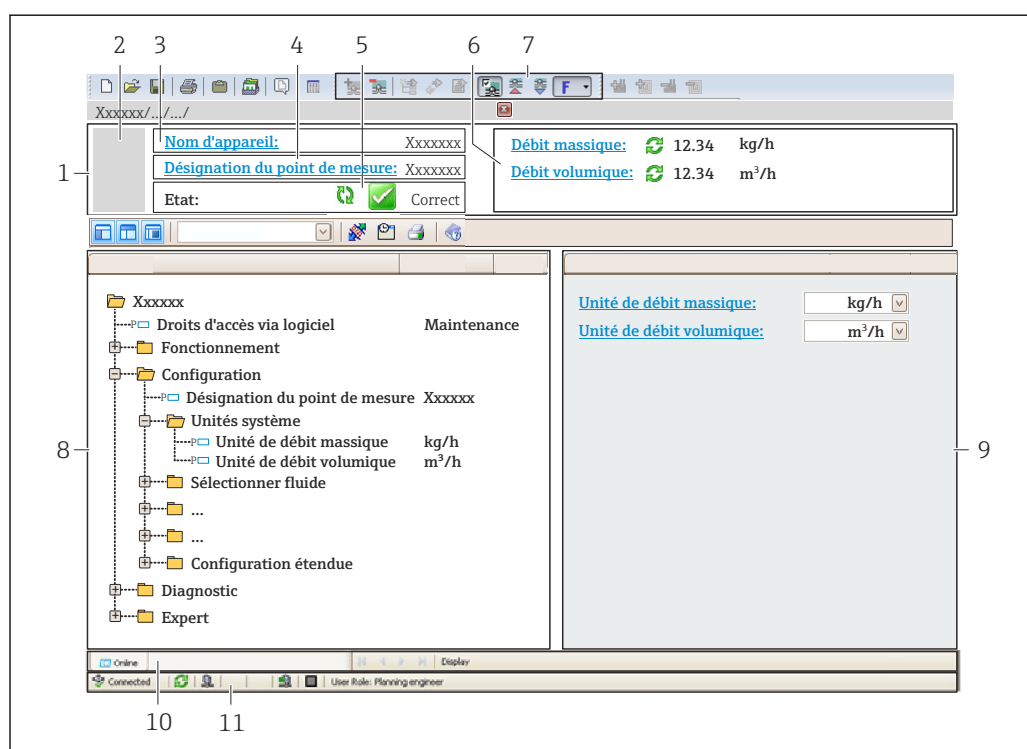 2 3 4 5 6 7
F
Xxxxxx/.../.../
1
Nom d'appareil: Xxxxxxx
Désignation du point de mesure: Xxxxxxx
Etat: Correct
Débit massique: 12.34 kg/h
Débit volumique: 12.34 m³/h
Xxxxxx
P Droits d'accès via logiciel Maintenance
Fonctionnement
Configuration
P Désignation du point de mesure Xxxxxx
Unités système
P Unité de débit massique kg/h
P Unité de débit volumique m³/h
Sélectionner fluide
...
...
Configuration étendue
Diagnostic
Expert
8
Unité de débit massique: kg/h
Unité de débit volumique: m³/h
9
Online Display
Connected User Role: Planning engineer
10 11